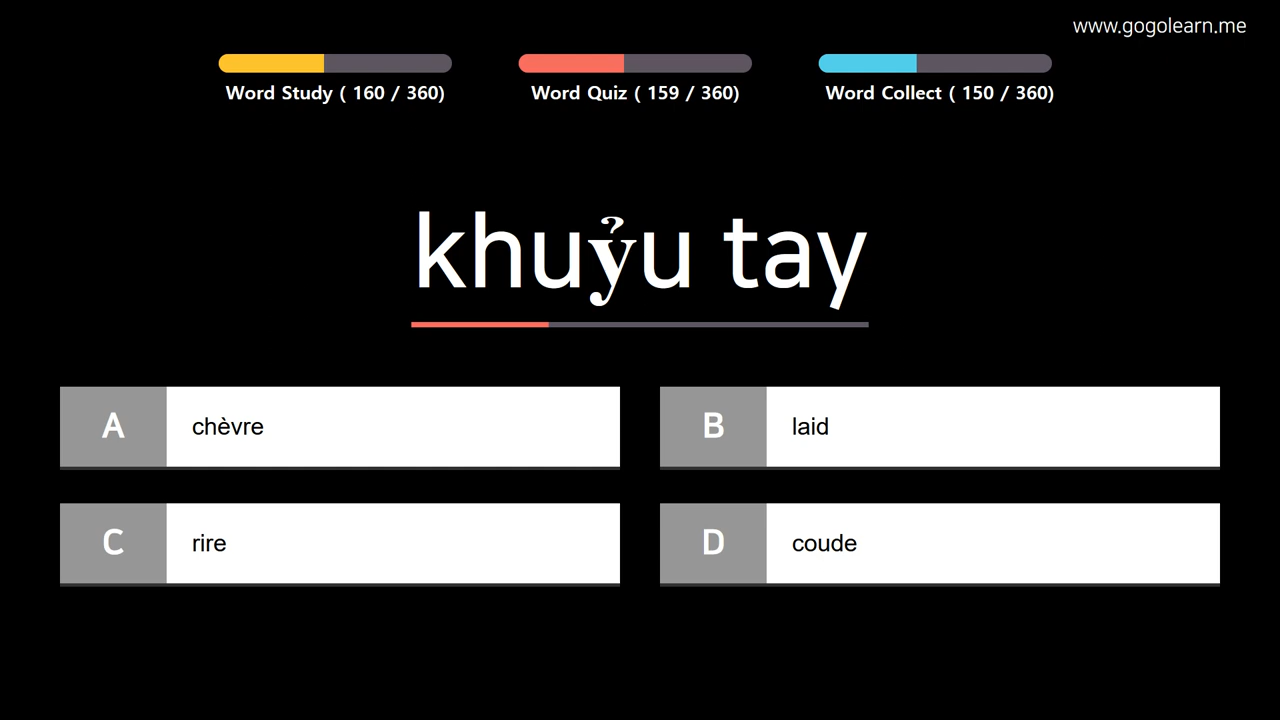 www.gogolearn.me
Word Study ( 160 / 360)
Word Quiz ( 159 / 360)
Word Collect ( 150 / 360)
khuỷu tay
A chèvre
B laid
C rire
D coude